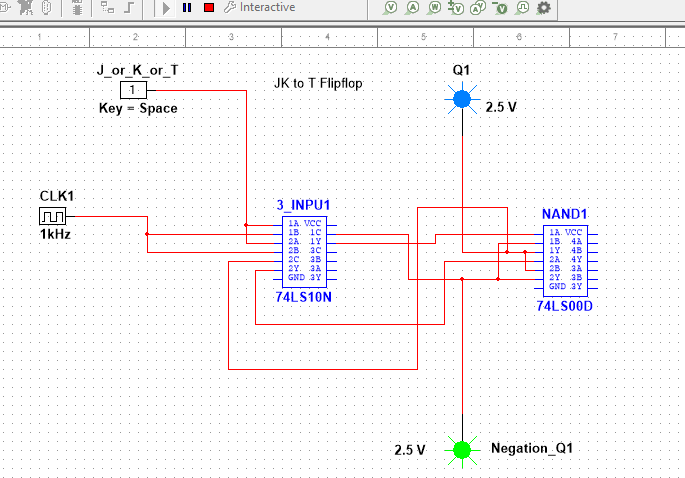 Interactive
1 2 3 4 5 6 7
J_or_K_or_T
1
Key = Space
JK to T Flipflop
Q1
2.5 V
CLK1
1kHz
3_INPU1
1A VCC
1B 1C
2A 1Y
2B 3C
2C 3B
2Y 3A
GND 3Y
74LS10N
NAND1
1A VCC
1B 4A
1Y 4B
2A 4Y
2B 3A
2Y 3B
GND 3Y
74LS00D
2.5 V
Negation_Q1